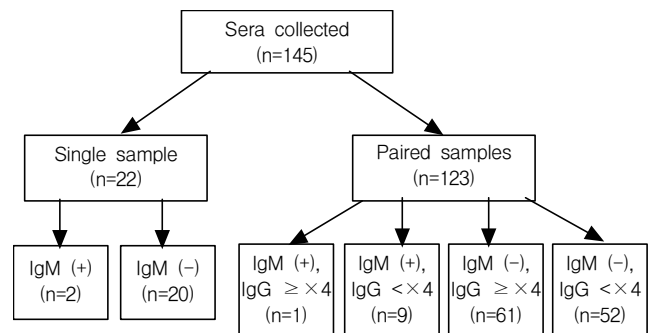 Sera collected
(n=145)
Single sample
(n=22)
Paired samples
(n=123)
IgM (+)
(n=2)
IgM (−)
(n=20)
IgM (+),
IgG ≥×4
(n=1)
IgM (+),
IgG <×4
(n=9)
IgM (−),
IgG ≥×4
(n=61)
IgM (−),
IgG <×4
(n=52)